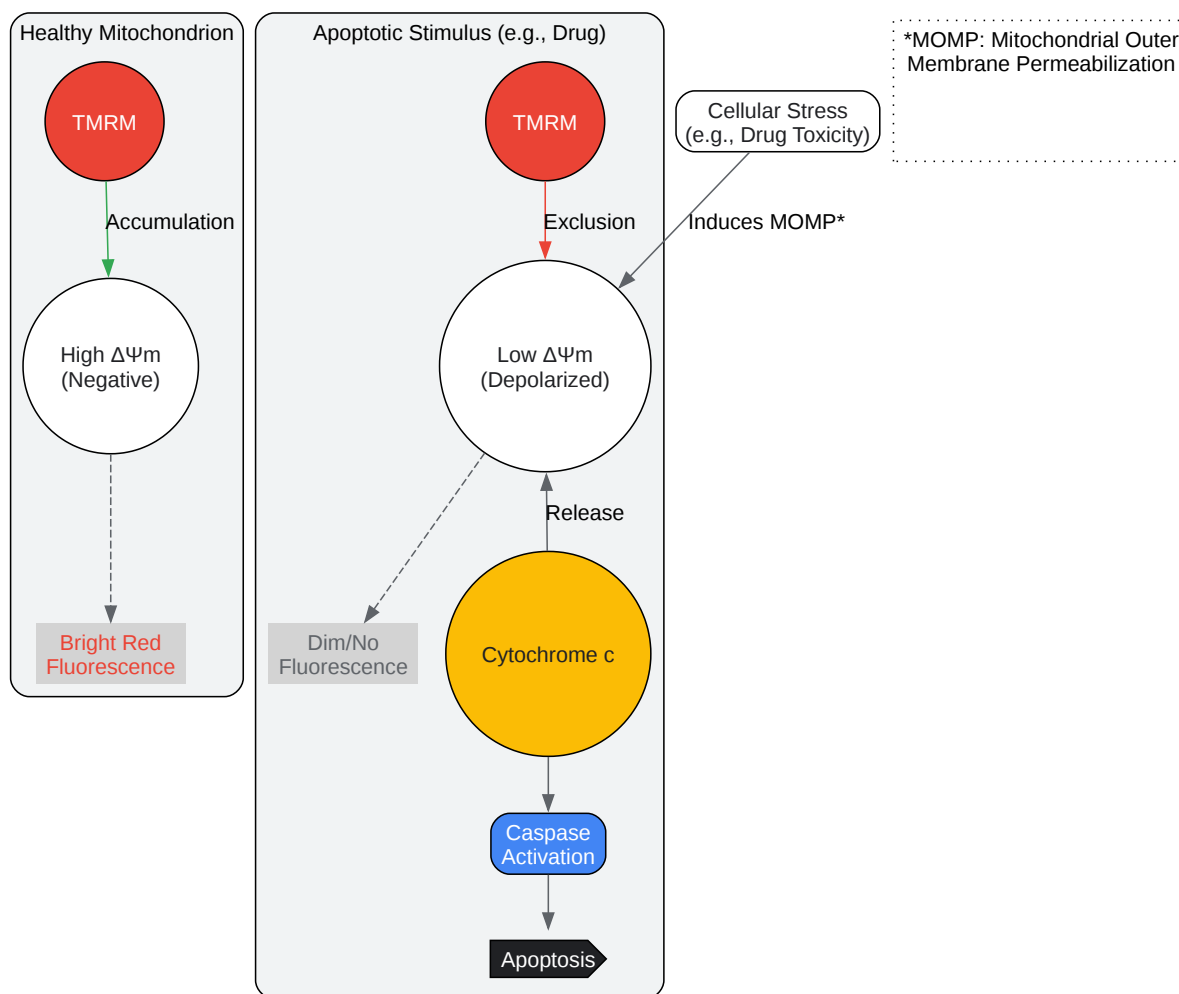 Healthy Mitochondrion
TMRM
Accumulation
High ΔΨm
(Negative)
Bright Red
Fluorescence
Apoptotic Stimulus (e.g., Drug)
TMRM
Exclusion
Low ΔΨm
(Depolarized)
Dim/No
Fluorescence
Release
Cytochrome c
Caspase
Activation
Apoptosis
Cellular Stress
(e.g., Drug Toxicity)
Induces MOMP*
*MOMP: Mitochondrial Outer
Membrane Permeabilization